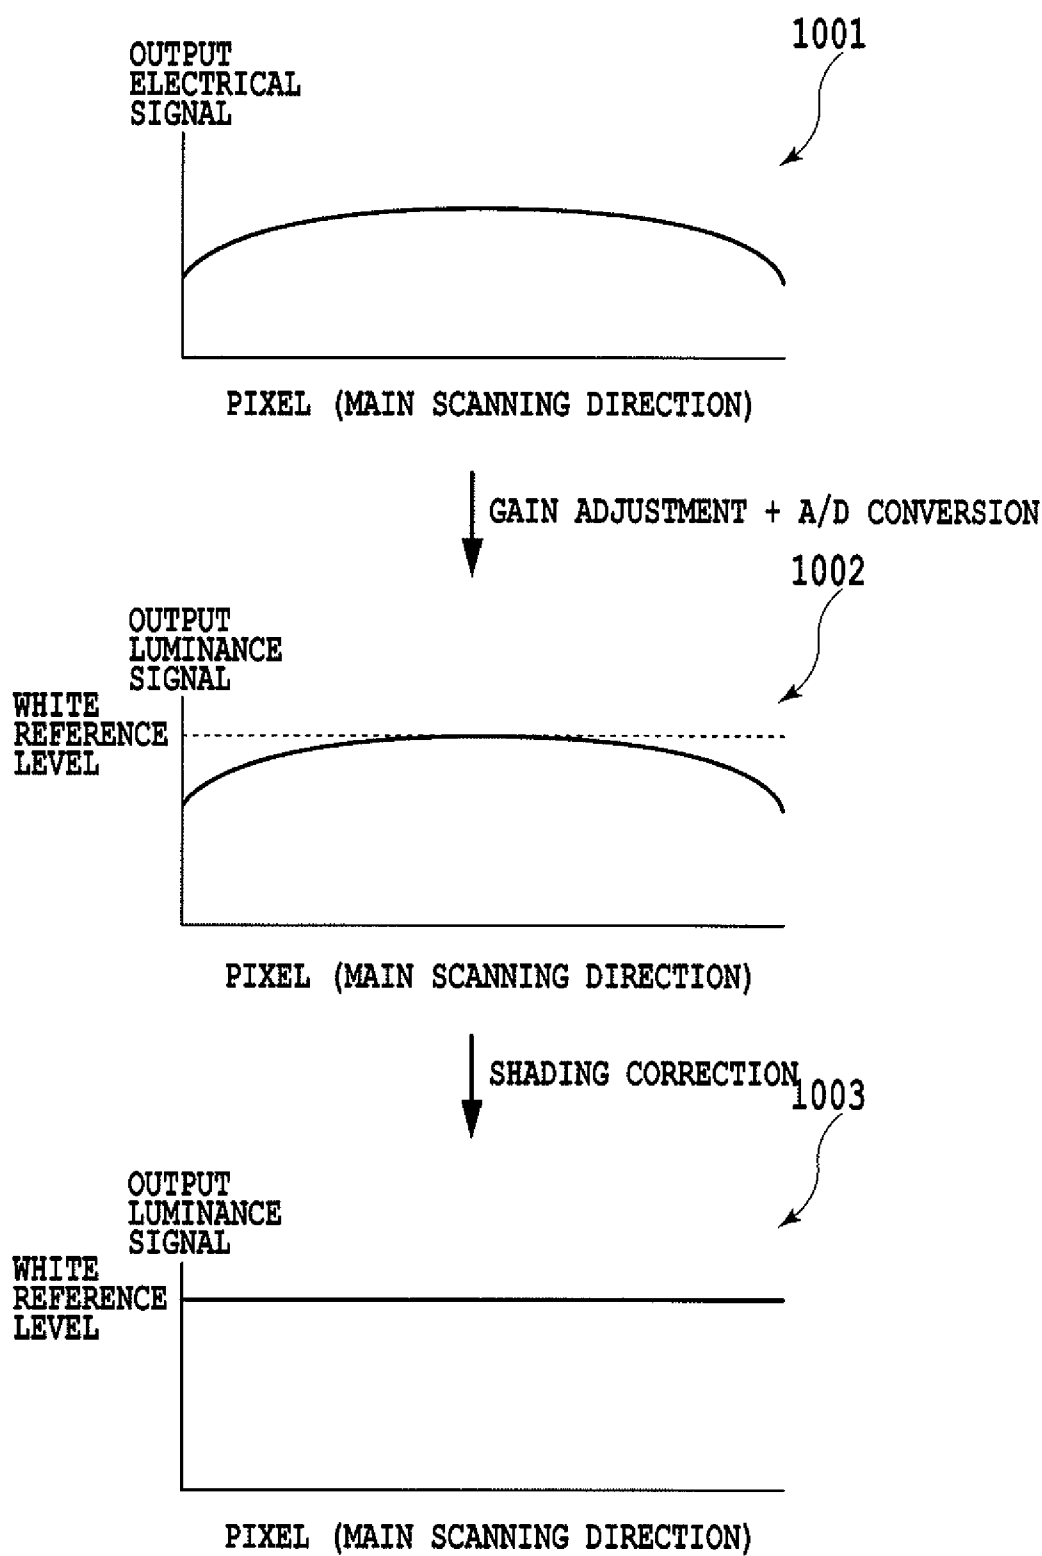 1001
OUTPUT
ELECTRICAL
SIGNAL
PIXEL (MAIN SCANNING DIRECTION)
GAIN ADJUSTMENT + A/D CONVERSION
1002
OUTPUT
LUMINANCE
SIGNAL
WHITE
REFERENCE
LEVEL
PIXEL (MAIN SCANNING DIRECTION)
SHADING CORRECTION
1003
OUTPUT
LUMINANCE
SIGNAL
WHITE
REFERENCE
LEVEL
PIXEL (MAIN SCANNING DIRECTION)